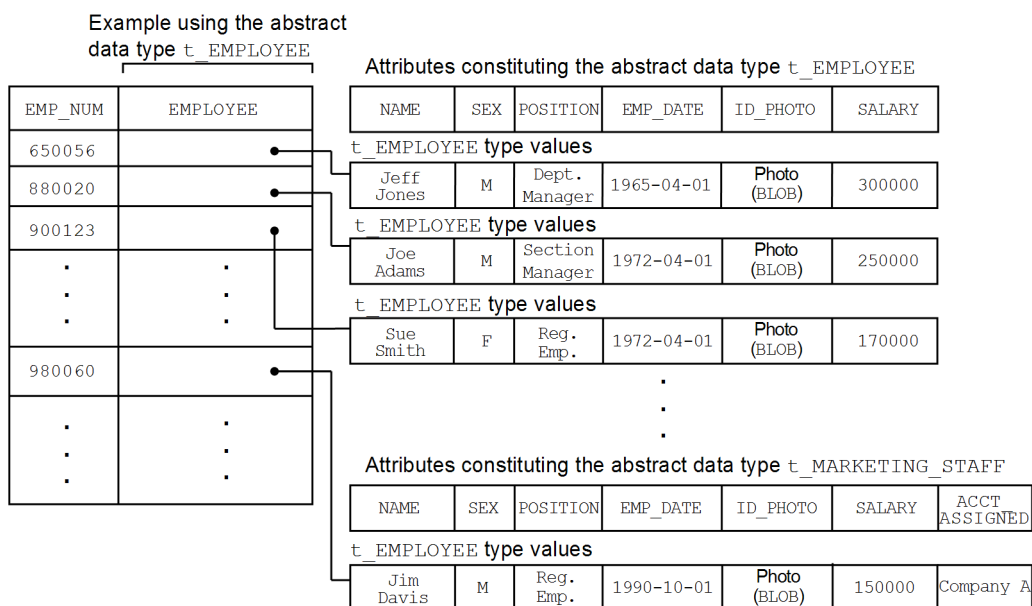 Example using the abstract
data type t_EMPLOYEE
Attributes constituting the abstract data type t_EMPLOYEE
EMP_NUM EMPLOYEE
NAME SEX POSITION EMP_DATE ID_PHOTO SALARY
650056
t_EMPLOYEE type values
Jeff Jones M Dept. Manager 1965-04-01 Photo (BLOB) 300000
880020
t_EMPLOYEE type values
Joe Adams M Section Manager 1972-04-01 Photo (BLOB) 250000
900123
t_EMPLOYEE type values
Sue Smith F Reg. Emp. 1972-04-01 Photo (BLOB) 170000
980060
Attributes constituting the abstract data type t_MARKETING_STAFF
NAME SEX POSITION EMP_DATE ID_PHOTO SALARY ACCT_ASSIGNED
t_EMPLOYEE type values
Jim Davis M Reg. Emp. 1990-10-01 Photo (BLOB) 150000 Company A